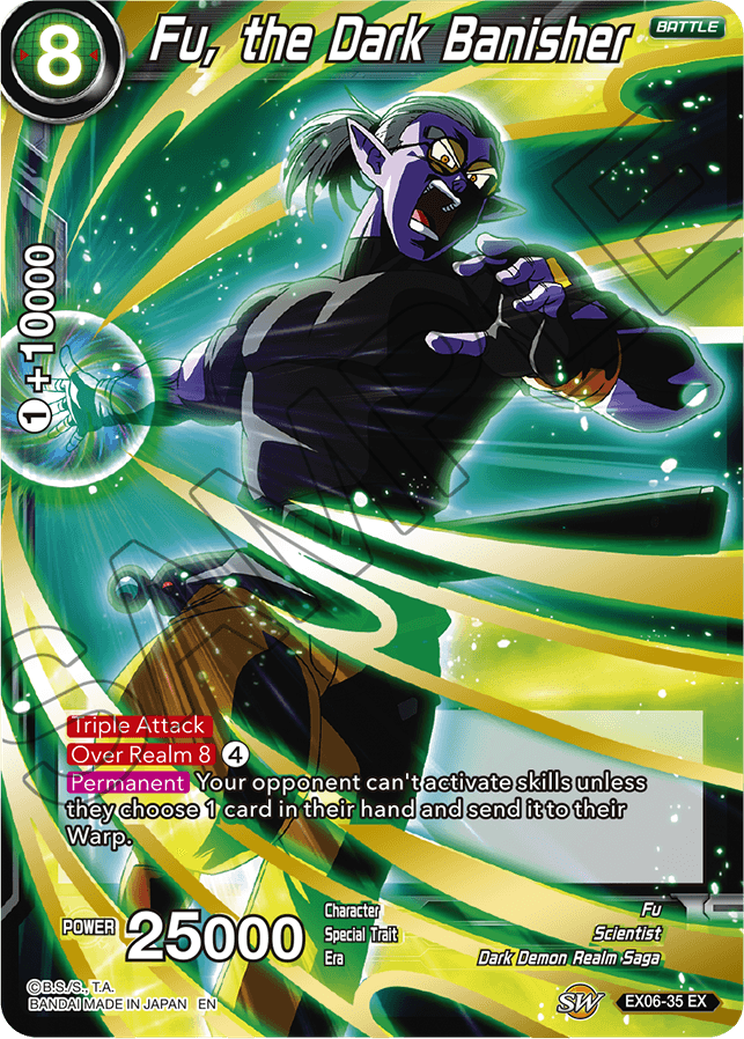 8
Fu, the Dark Banisher
BATTLE
1 +10000
SAMPLE
Triple Attack
Over Realm 8 4
Permanent Your opponent can't activate skills unless
they choose 1 card in their hand and send it to their
Warp.
POWER 25000
Character Fu
Special Trait Scientist
Era Dark Demon Realm Saga
©B.S./S., T.A.
BANDAI MADE IN JAPAN EN
SW
EX06-35 EX